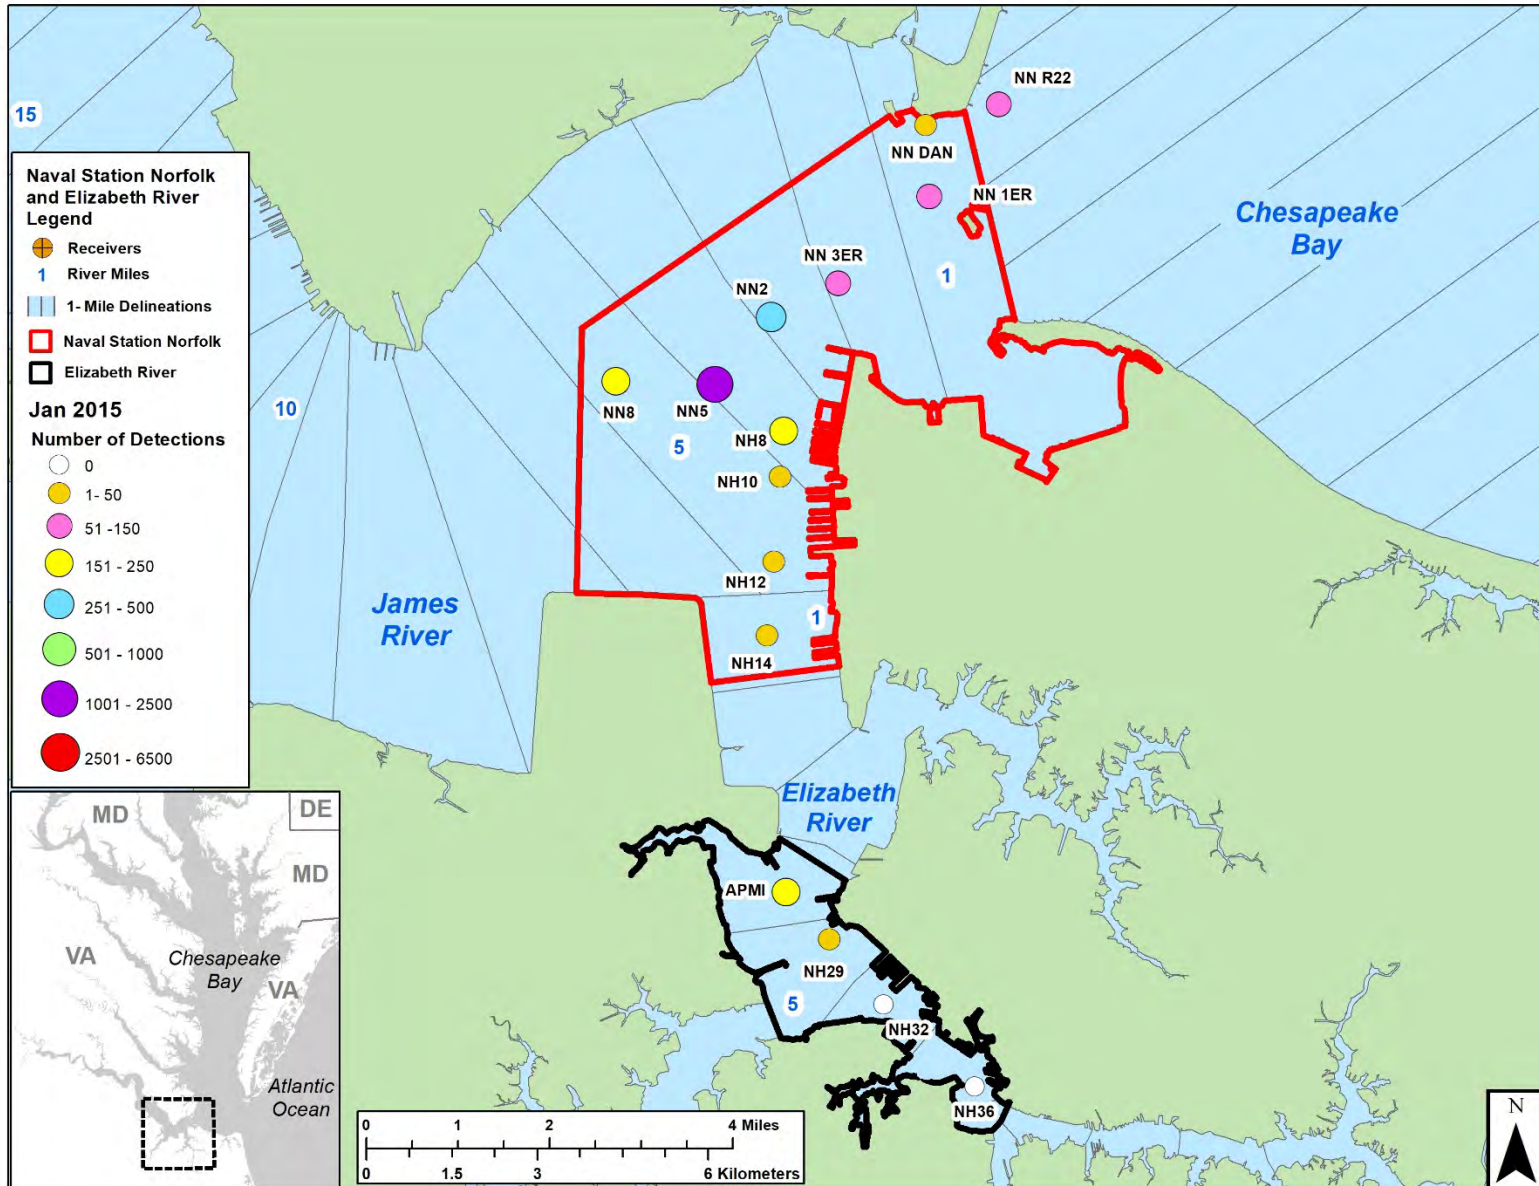 NN R22
15
NN DAN
Naval Station Norfolk
and Elizabeth River
Legend
Receivers
1 River Miles
1- Mile Delineations
Naval Station Norfolk
Elizabeth River
Jan 2015
Number of Detections
0
1- 50
51 -150
151 - 250
251 - 500
501 - 1000
1001 - 2500
2501 - 6500
NN 1ER
Chesapeake
Bay
NN 3ER
1
NN2
NN8
NN5
10
NH8
5
NH10
NH12
James
River
1
NH14
Elizabeth
River
APMI
NH29
5
NH32
NH36
MD
DE
MD
VA
Chesapeake
Bay
VA
Atlantic
Ocean
0 1 2 4 Miles
0 1.5 3 6 Kilometers
N